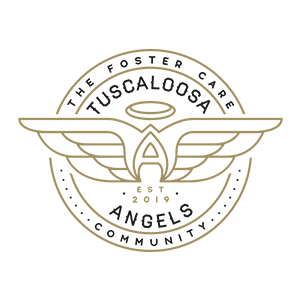 THE FOSTER CARE
TUSCALOOSA
A
EST
2019
ANGELS
COMMUNITY